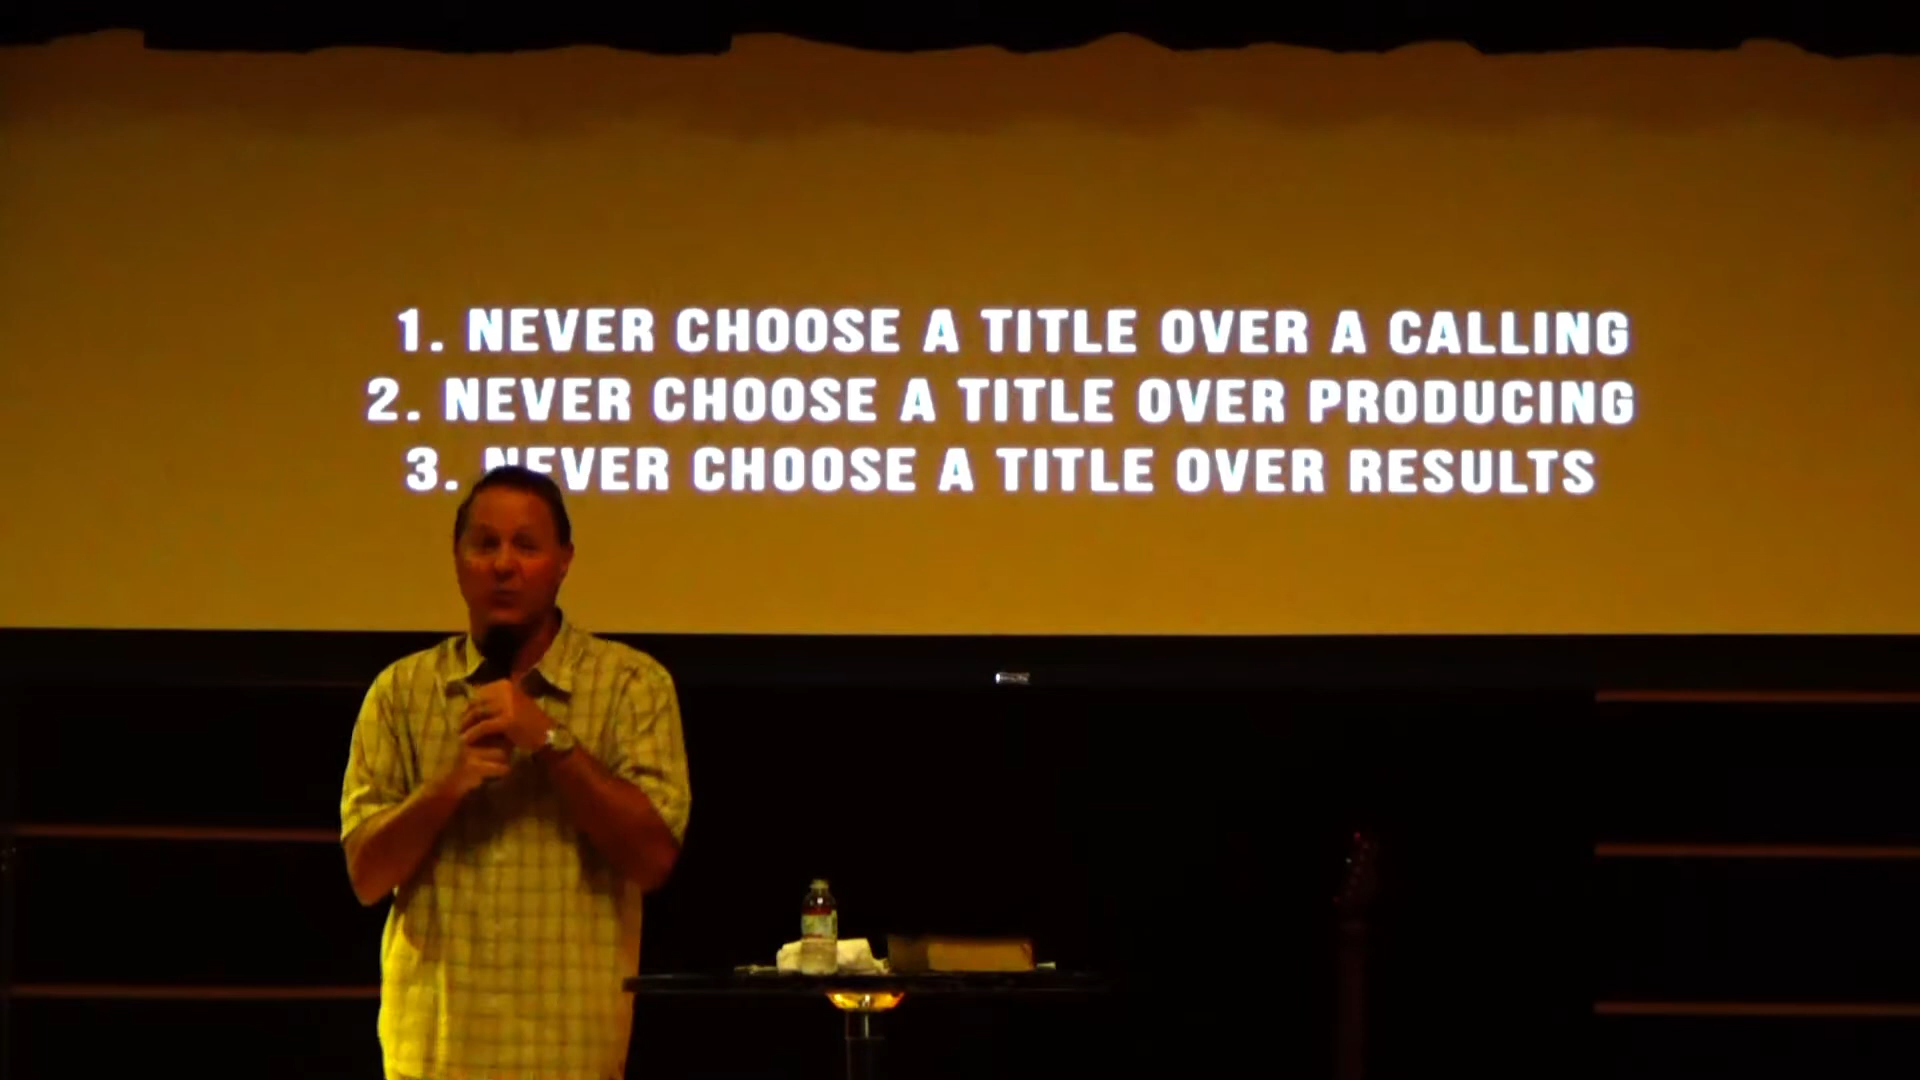 1. NEVER CHOOSE A TITLE OVER A CALLING
2. NEVER CHOOSE A TITLE OVER PRODUCING
3. NEVER CHOOSE A TITLE OVER RESULTS